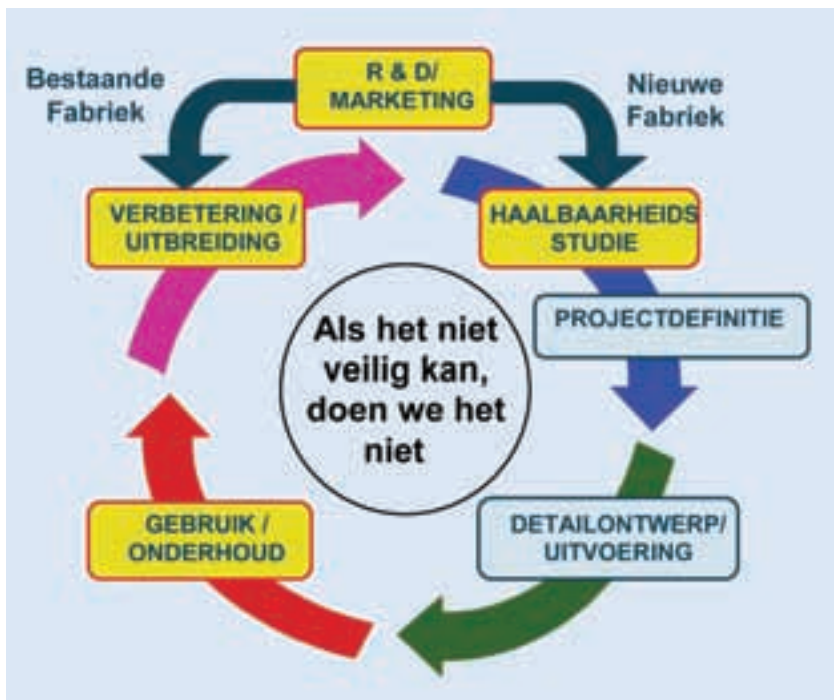 R & D/
MARKETING
Bestaande
Fabriek
Nieuwe
Fabriek
VERBETERING /
UITBREIDING
HAALBAARHEIDS
STUDIE
PROJECTDEFINITIE
Als het niet
veilig kan,
doen we het
niet
GEBRUIK /
ONDERHOUD
DETAILONTWERP/
UITVOERING